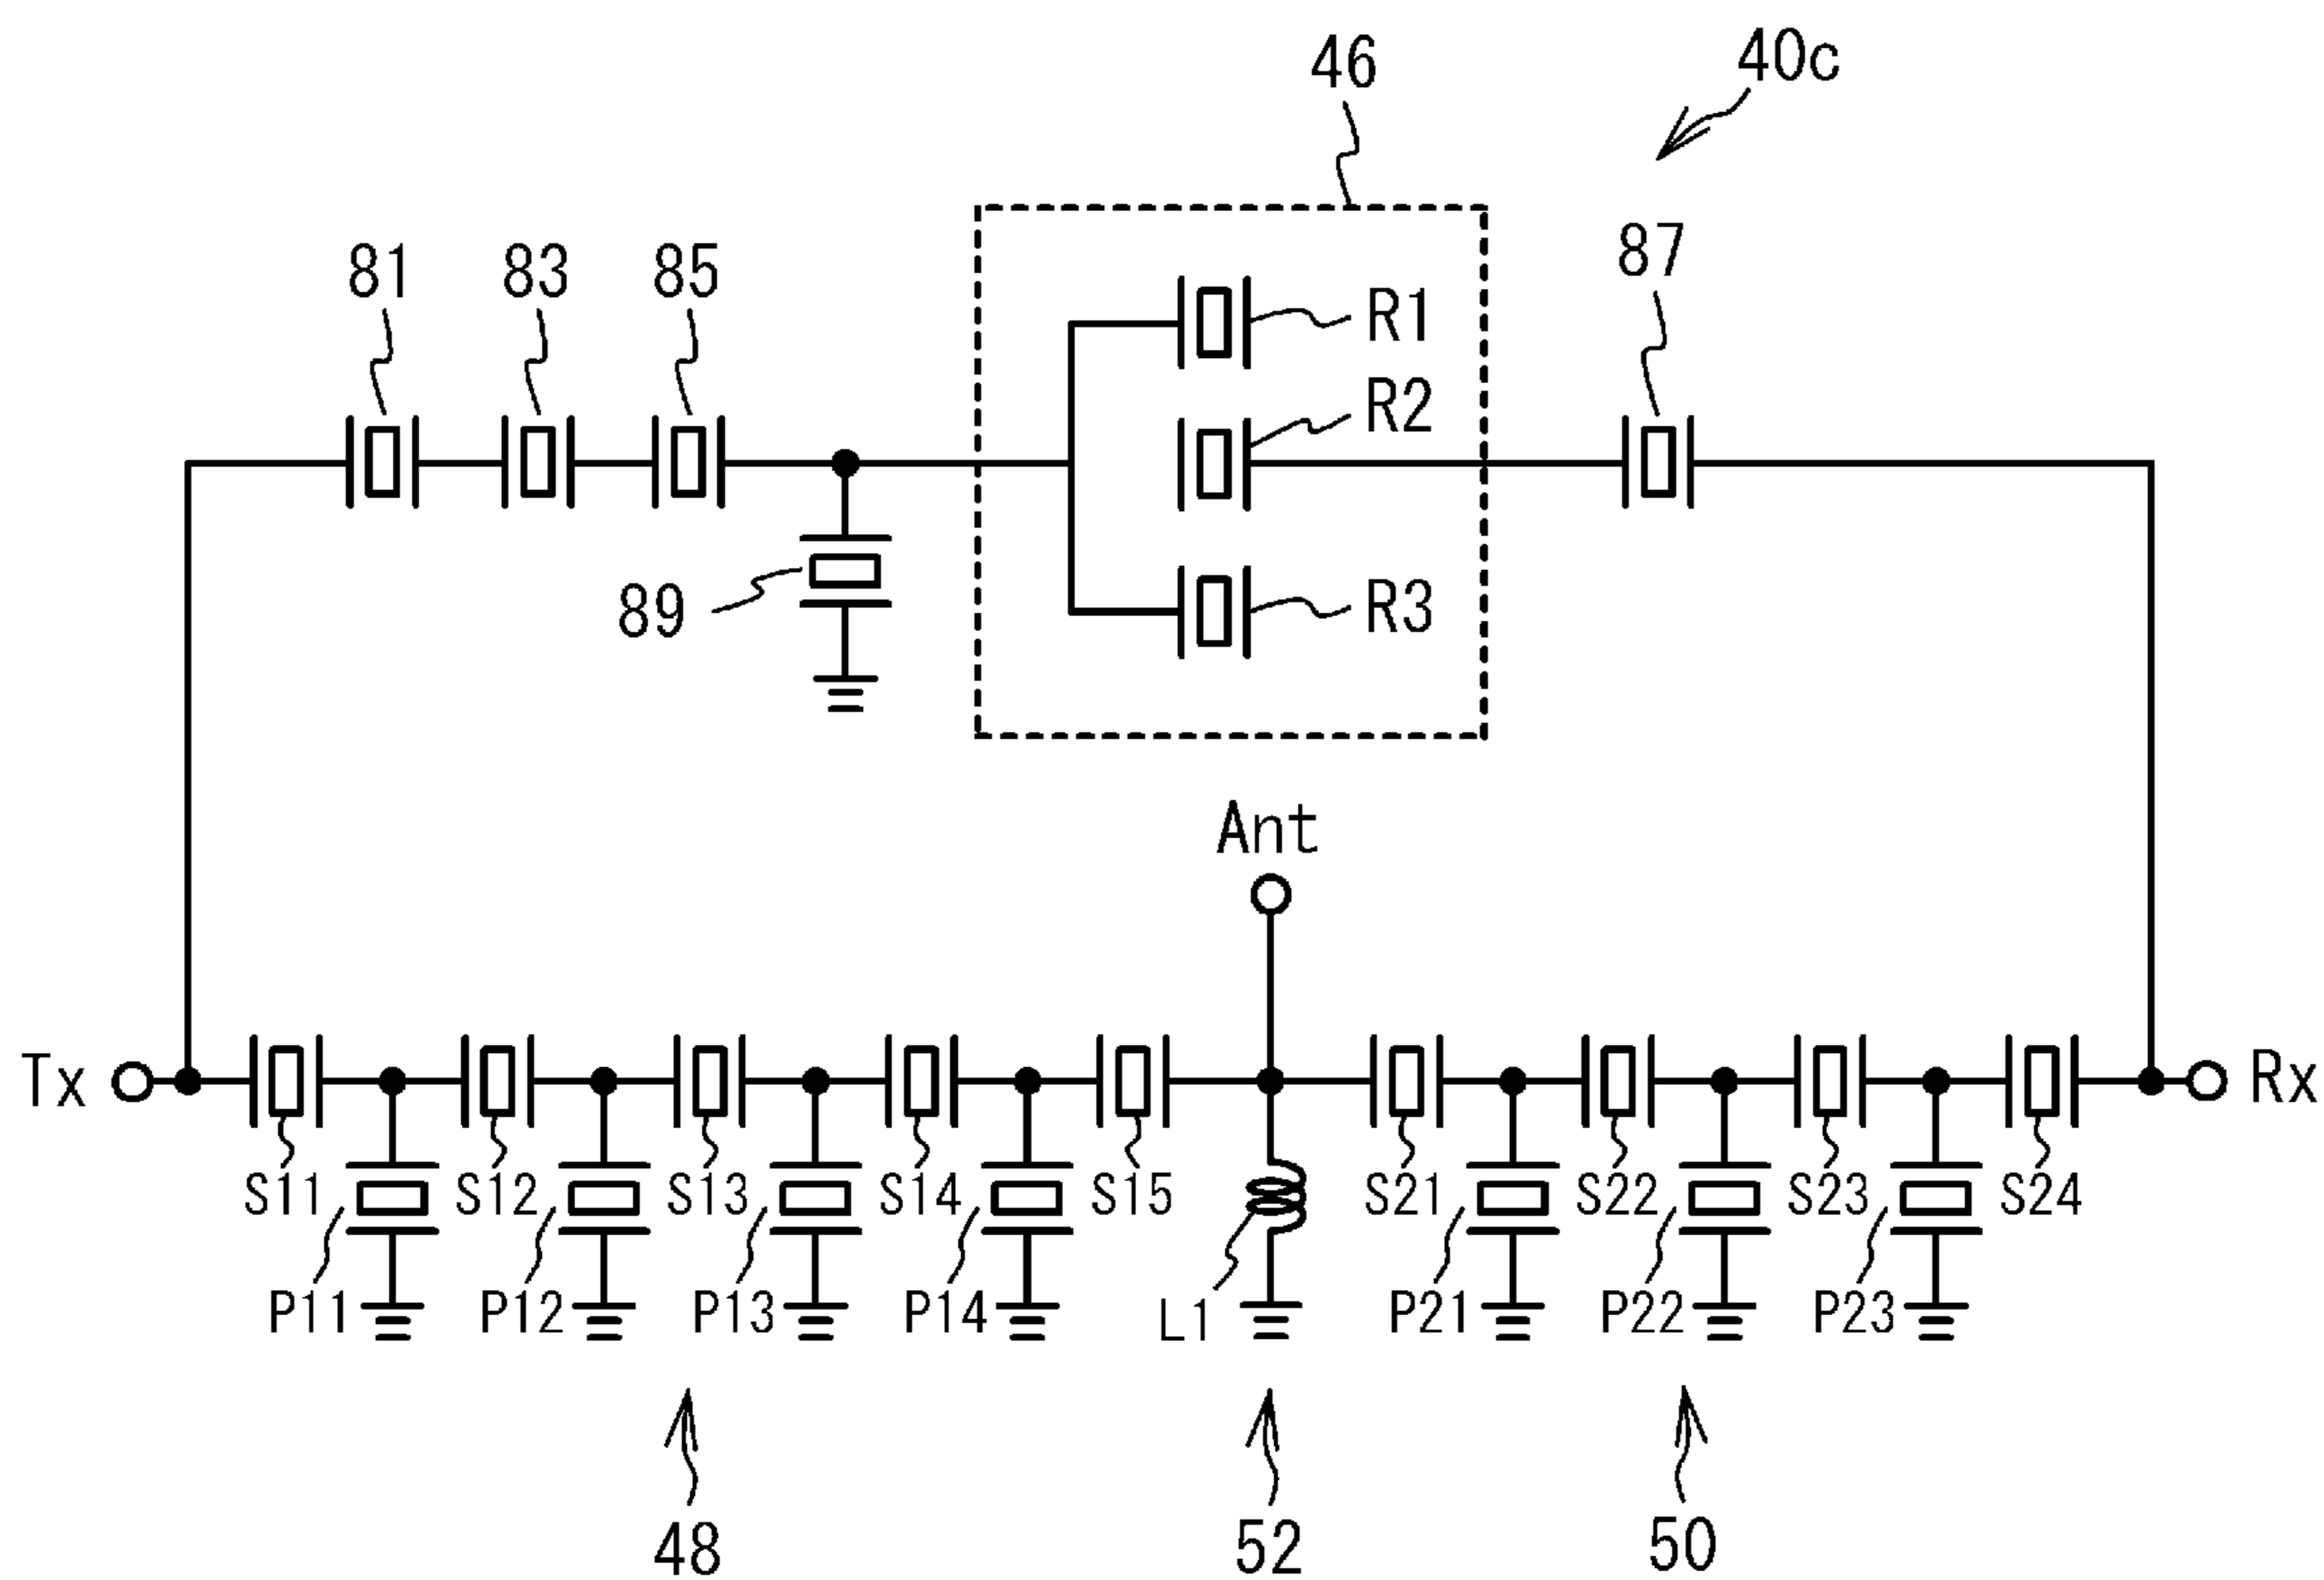 46
40c
81
83
85
87
R1
R2
R3
89
Ant
Tx
Rx
S11
S12
S13
S14
S15
S21
S22
S23
S24
P11
P12
P13
P14
L1
P21
P22
P23
48
52
50